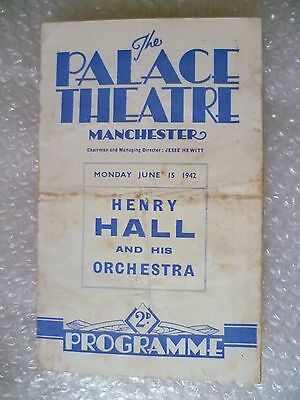 The
PALACE
THEATRE
MANCHESTER
Chairman and Managing Director: JESSE HEWITT
MONDAY JUNE 15 1942
HENRY
HALL
AND HIS
ORCHESTRA
2D
PROGRAMME